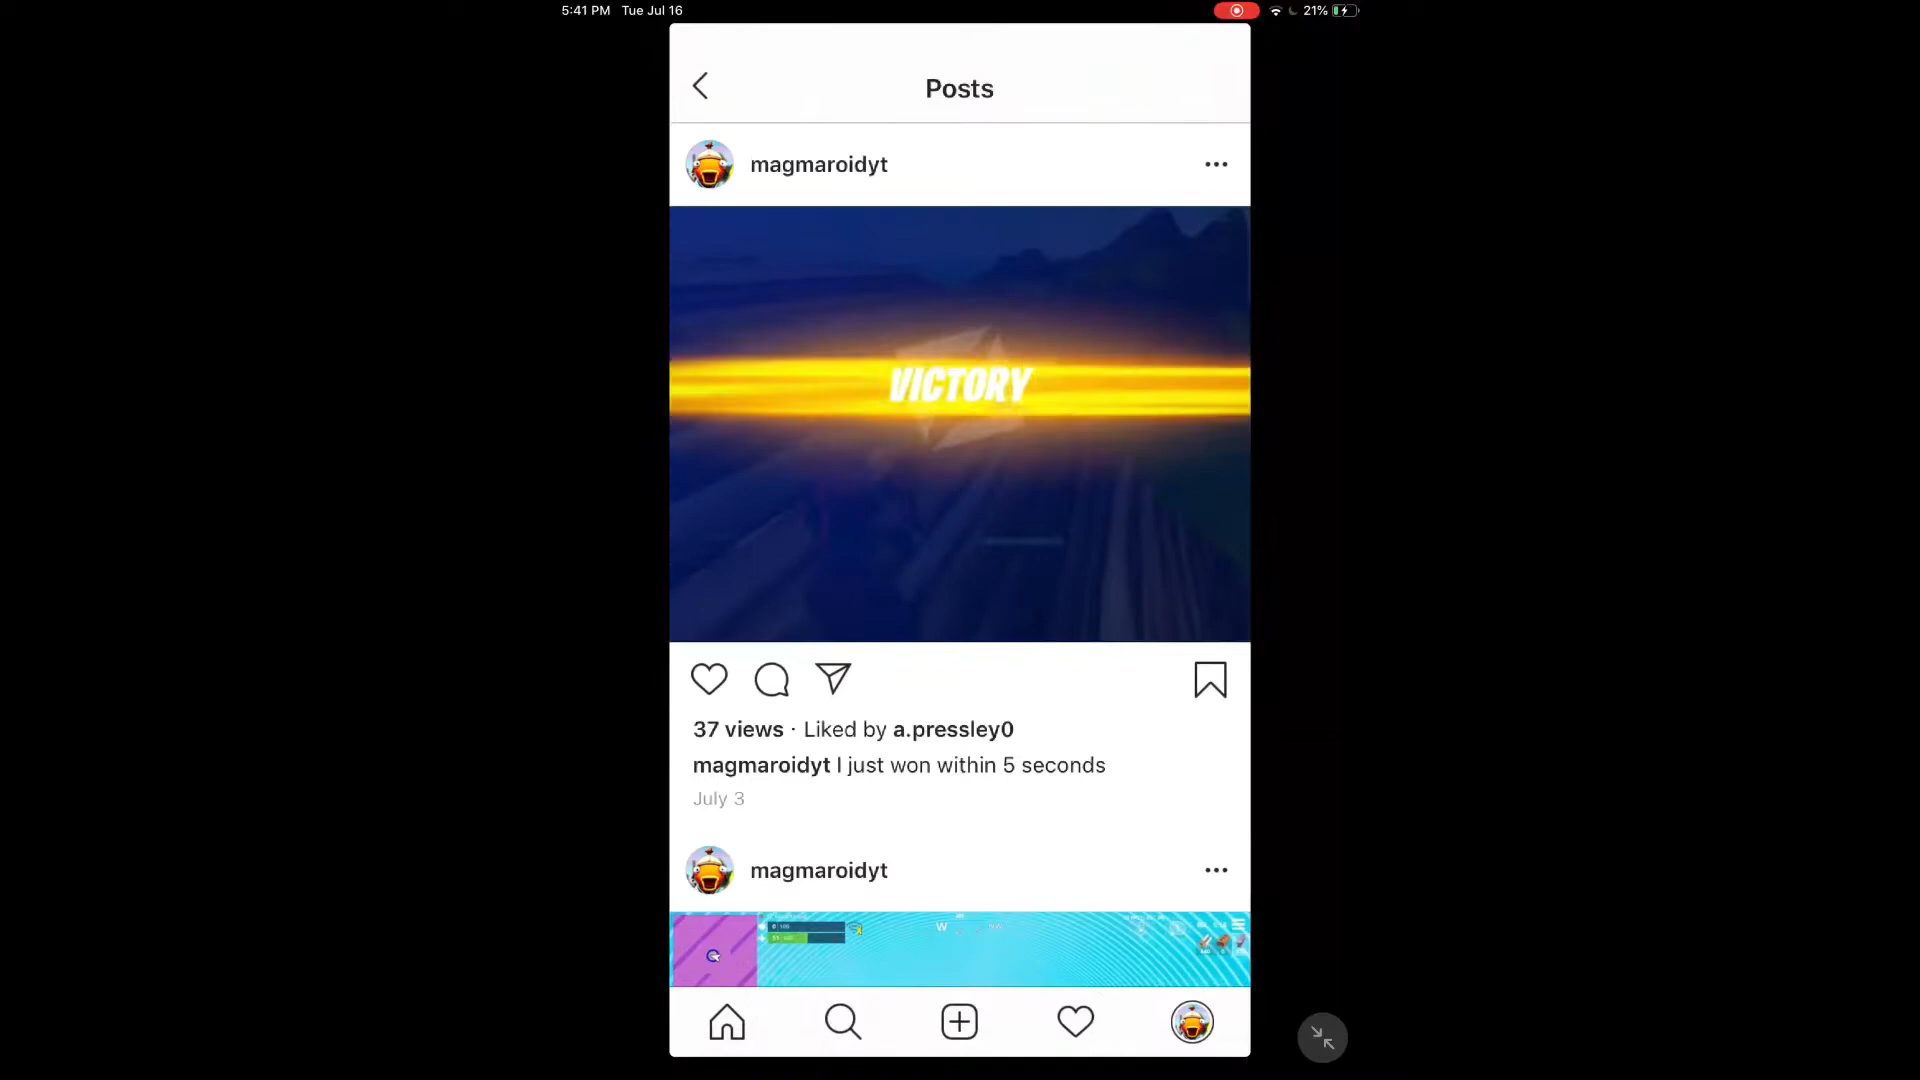 5:41 PM Tue Jul 16
21%
Posts
magmaroidyt
VICTORY
37 views · Liked by a.pressley0
magmaroidyt I just won within 5 seconds
July 3
magmaroidyt
W